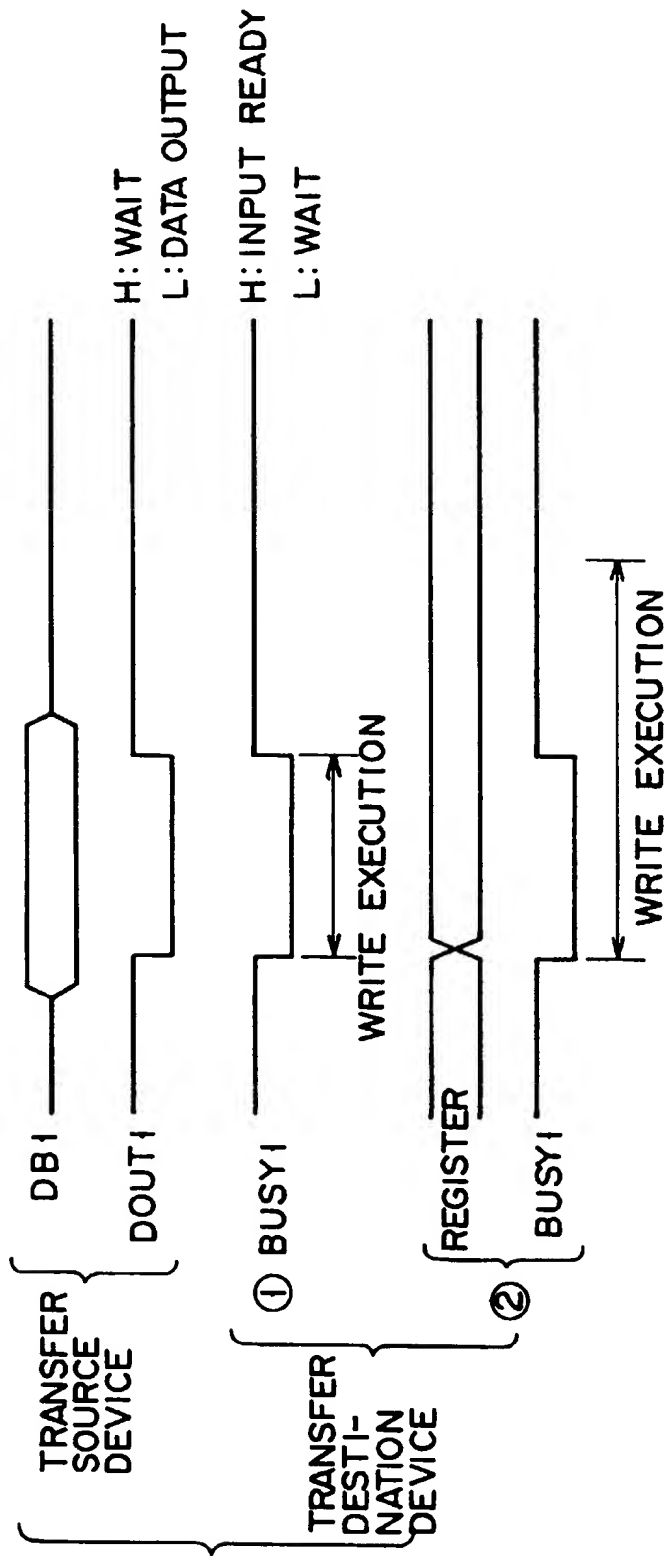 TRANSFER
SOURCE
DEVICE
DB1
DOUT1
H:WAIT
L:DATA OUTPUT
TRANSFER
DESTI-
NATION
DEVICE
① BUSY1
H:INPUT READY
L:WAIT
WRITE EXECUTION
②
REGISTER
BUSY1
WRITE EXECUTION